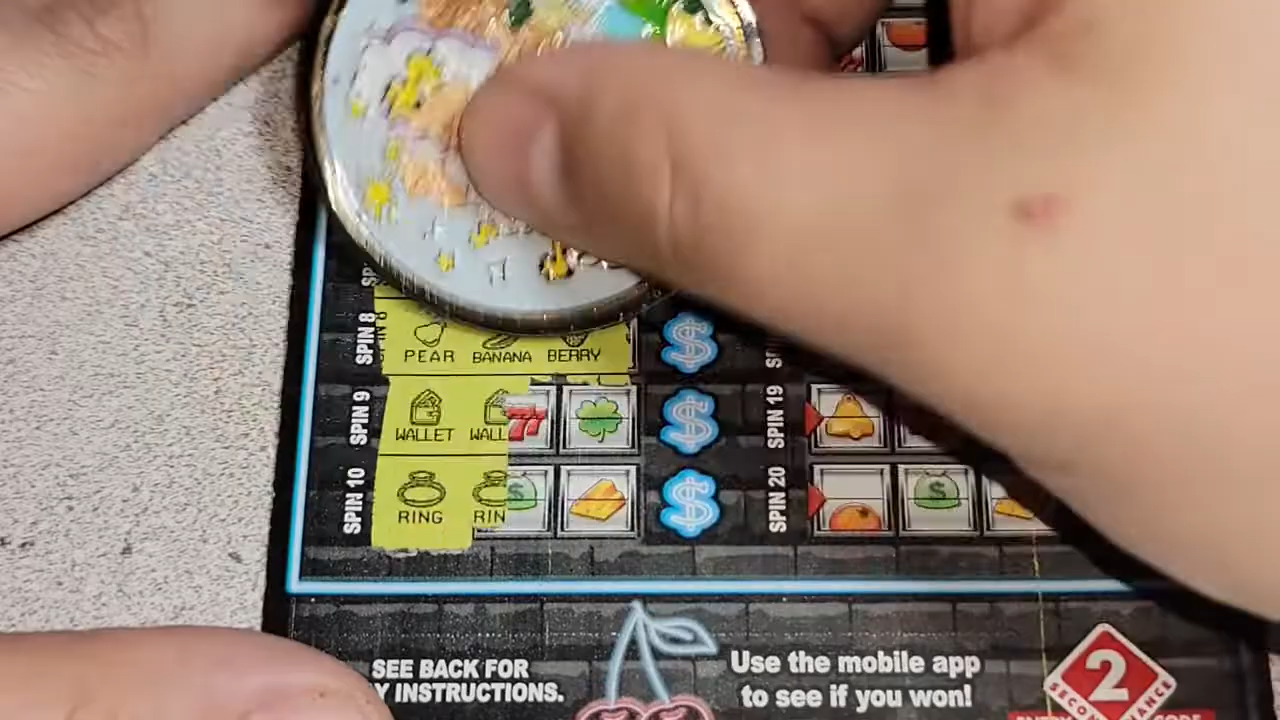 SPIN 8
PEAR BANANA BERRY
SPIN 9
WALLET WALL
SPIN 19
SPIN 10
RING RIN
SPIN 20
SEE BACK FOR
Y INSTRUCTIONS.
Use the mobile app
to see if you won!
2